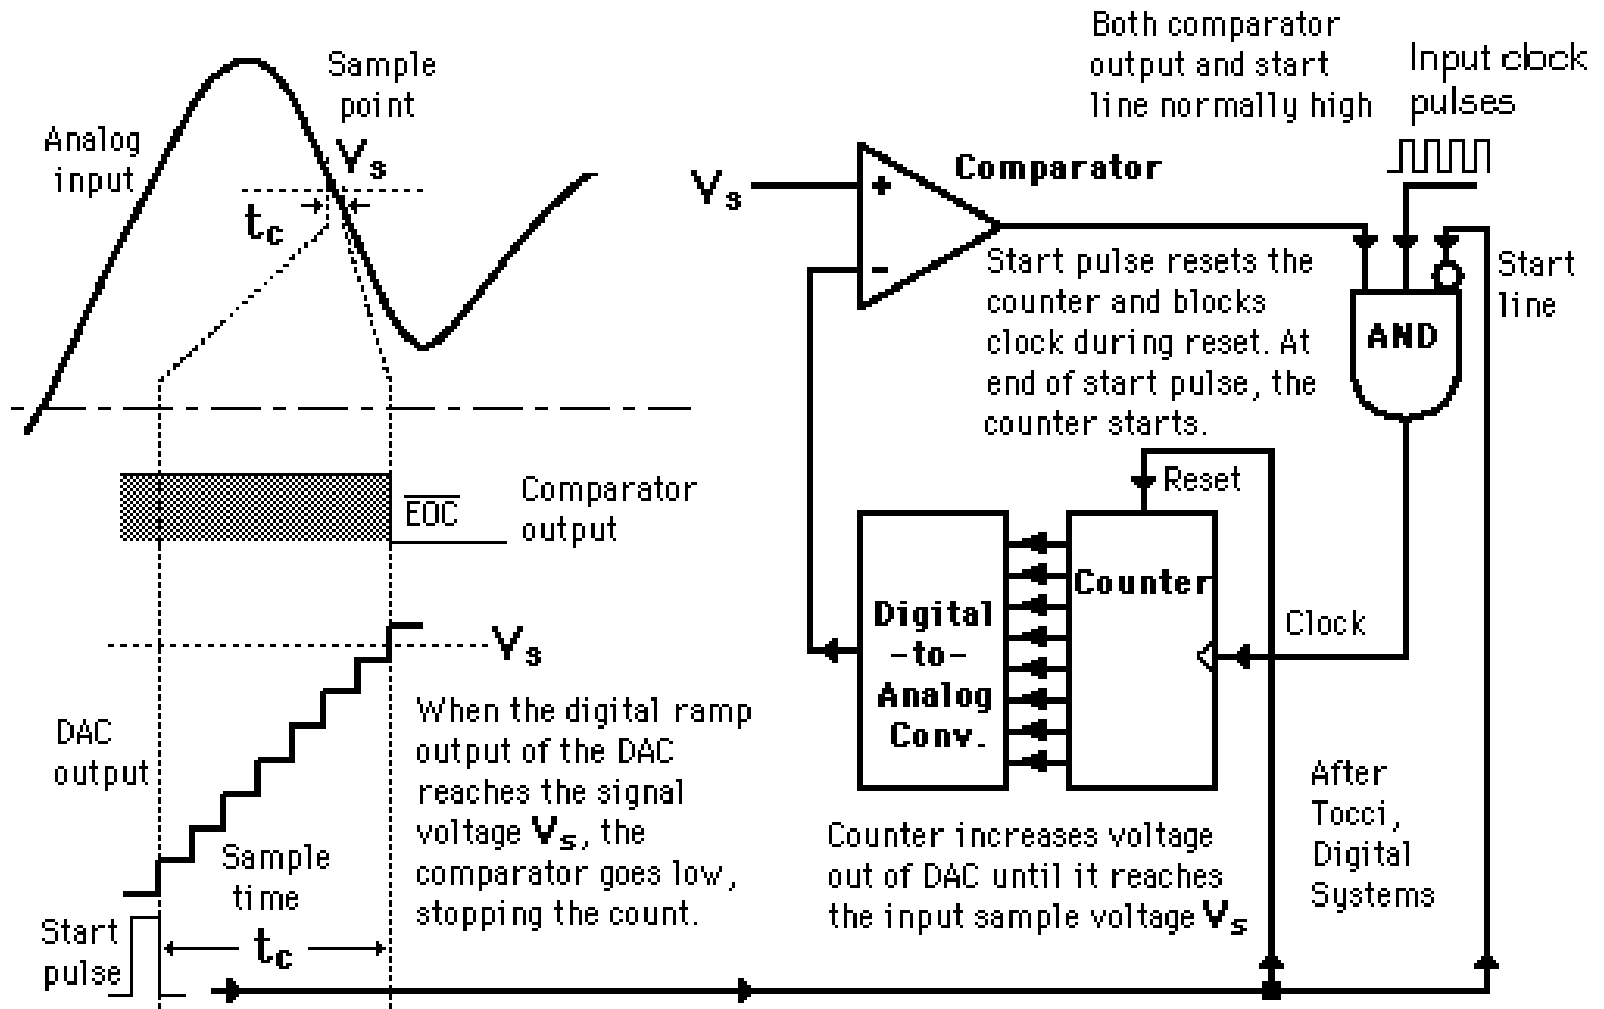 Analog
input
Sample
point
Vs
tc
EOC
Comparator
output
Vs
DAC
output
When the digital ramp
output of the DAC
reaches the signal
voltage Vs, the
comparator goes low,
stopping the count.
Sample
time
tc
Start
pulse
Both comparator
output and start
line normally high
Input clock
pulses
Vs
+
-
Comparator
Start pulse resets the
counter and blocks
clock during reset. At
end of start pulse, the
counter starts.
AND
Start
line
Reset
Counter
Clock
Digital
-to-
Analog
Conv.
Counter increases voltage
out of DAC until it reaches
the input sample voltage Vs
After
Tocci,
Digital
Systems